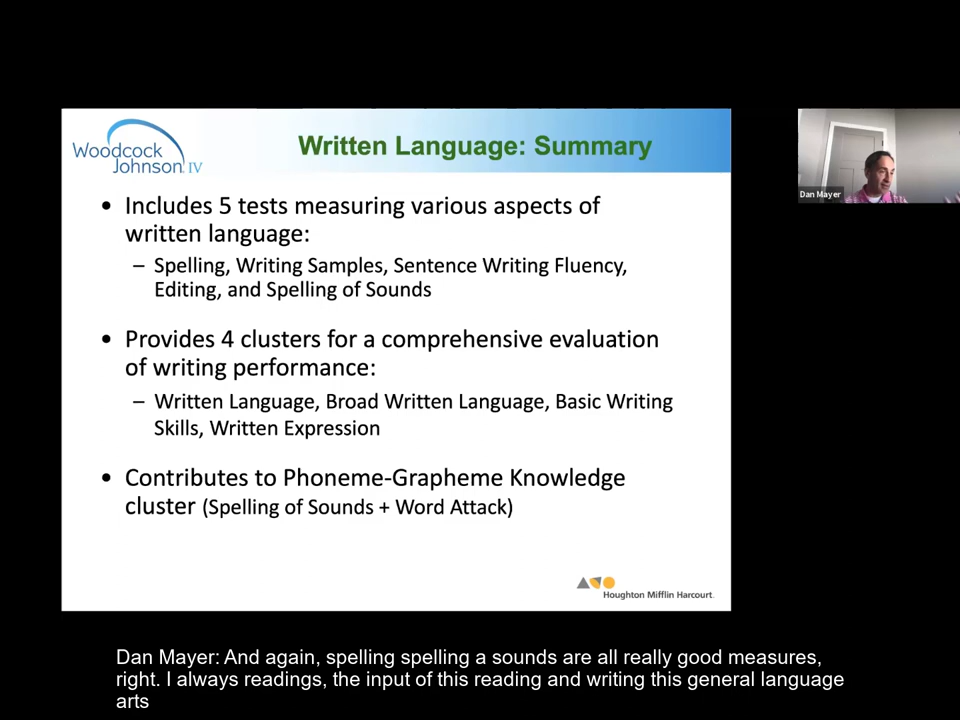 Woodcock
Johnson IV
Written Language: Summary
• Includes 5 tests measuring various aspects of
written language:
– Spelling, Writing Samples, Sentence Writing Fluency,
Editing, and Spelling of Sounds
• Provides 4 clusters for a comprehensive evaluation
of writing performance:
– Written Language, Broad Written Language, Basic Writing
Skills, Written Expression
• Contributes to Phoneme-Grapheme Knowledge
cluster (Spelling of Sounds + Word Attack)
Houghton Mifflin Harcourt.
Dan Mayer
Dan Mayer: And again, spelling spelling a sounds are all really good measures,
right. I always readings, the input of this reading and writing this general language
arts